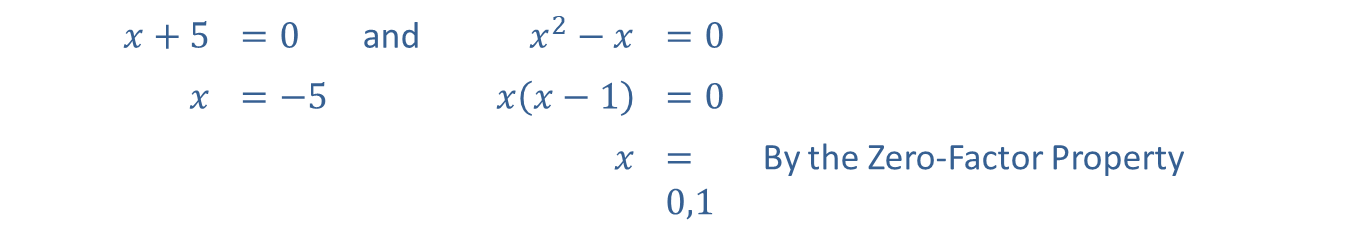 x + 5 = 0 and x² − x = 0
x = −5 x(x − 1) = 0
x = By the Zero-Factor Property
0,1